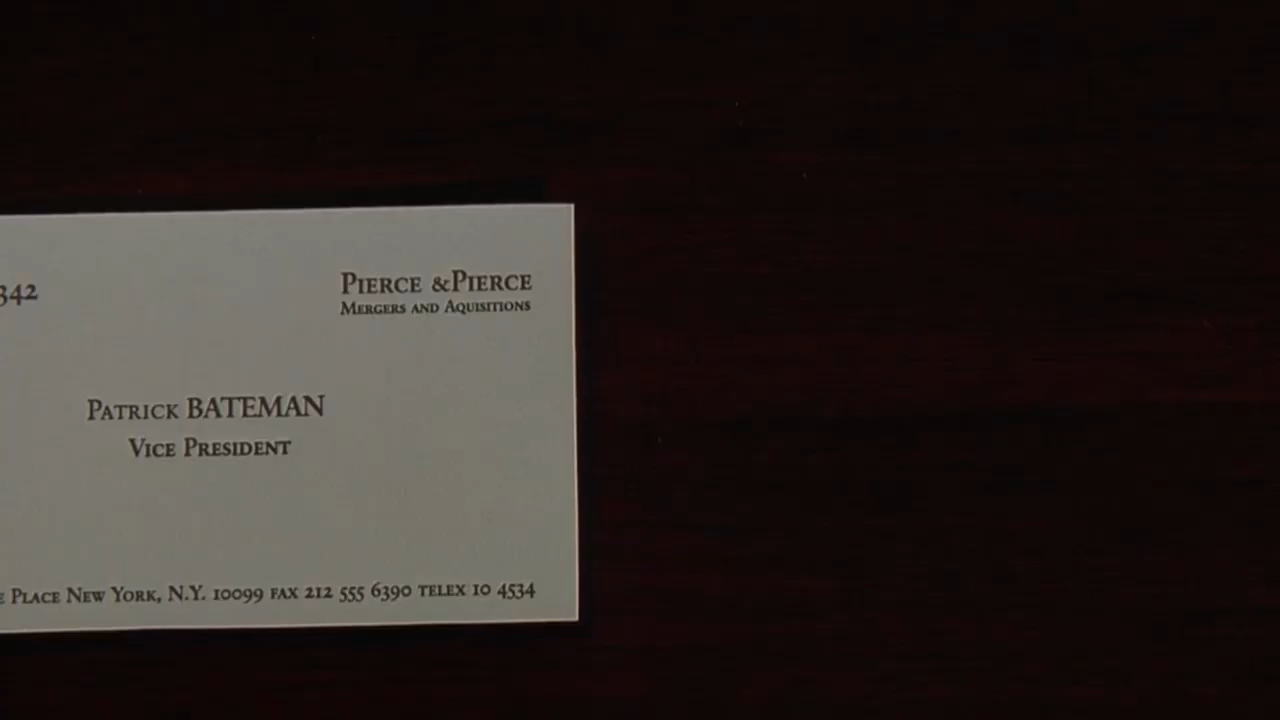 342
Pierce &Pierce
Mergers and Aquisitions
Patrick BATEMAN
Vice President
Place New York, N.Y. 10099 FAX 212 555 6390 TELEX 10 4534